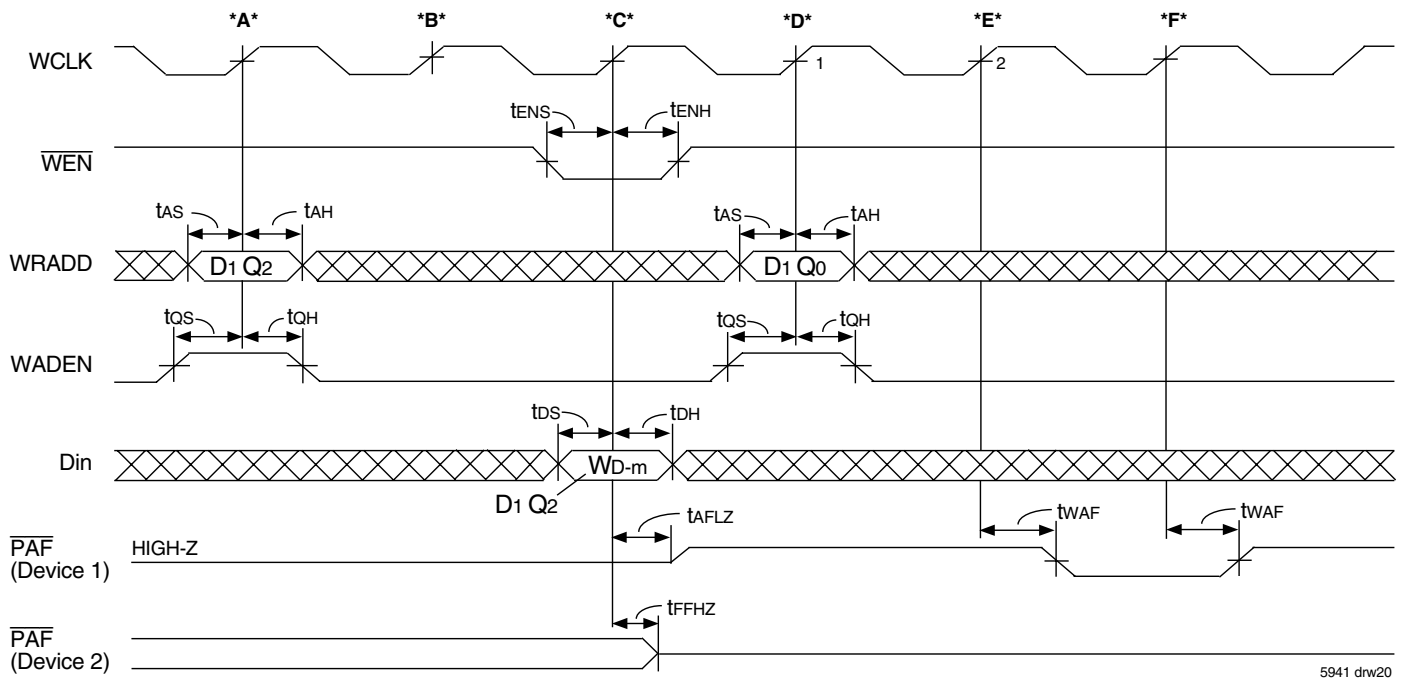 *A* *B* *C* *D* *E* *F*
WCLK
1
2
tENS
tENH
WEN
tAS
tAH
tAS
tAH
WRADD
D1 Q2
D1 Q0
tQS
tQH
tQS
tQH
WADEN
tDS
tDH
Din
WD-m
D1 Q2
tAFLZ
tWAF
tWAF
PAF
(Device 1)
HIGH-Z
tFFHZ
PAF
(Device 2)
5941 drw20